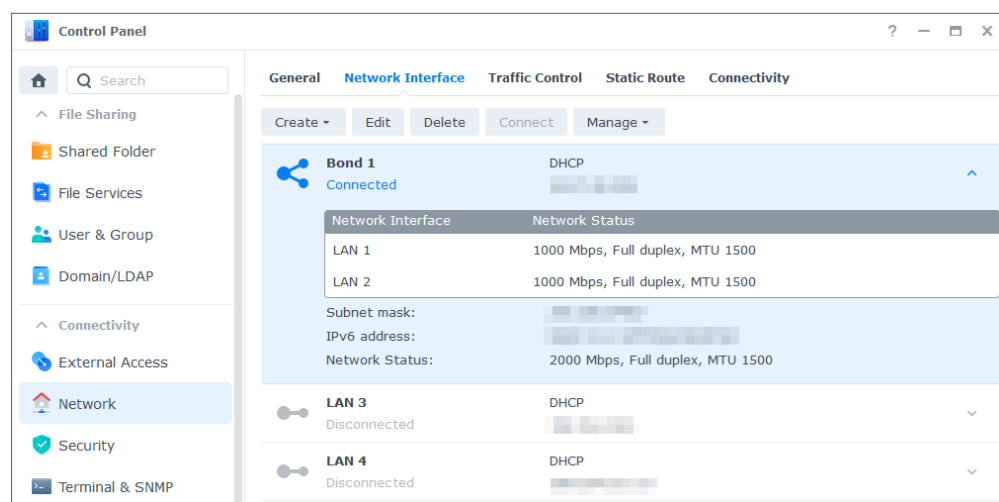 Control Panel
?
Search
File Sharing
Shared Folder
File Services
User & Group
Domain/LDAP
Connectivity
External Access
Network
Security
Terminal & SNMP
General Network Interface Traffic Control Static Route Connectivity
Create Edit Delete Connect Manage
Bond 1 DHCP
Connected
Network Interface Network Status
LAN 1 1000 Mbps, Full duplex, MTU 1500
LAN 2 1000 Mbps, Full duplex, MTU 1500
Subnet mask:
IPv6 address:
Network Status: 2000 Mbps, Full duplex, MTU 1500
LAN 3 DHCP
Disconnected
LAN 4 DHCP
Disconnected